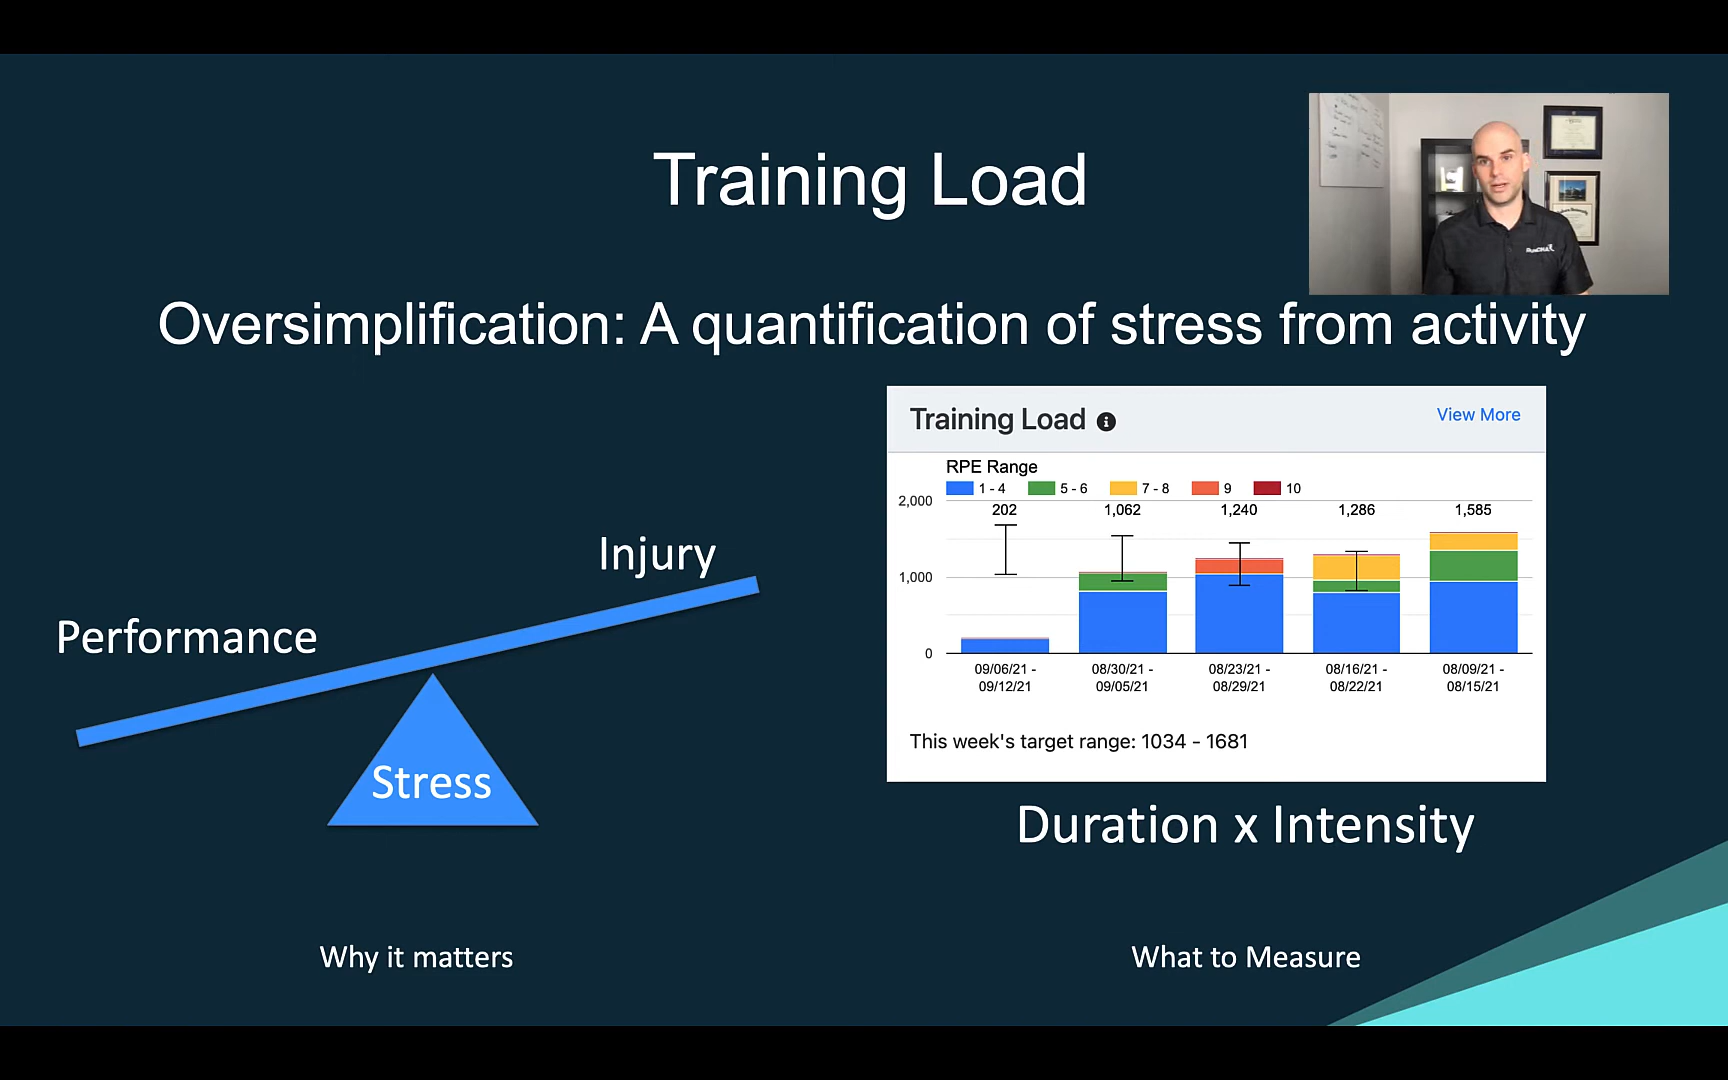 Training Load
Oversimplification: A quantification of stress from activity
Injury
Performance
Stress
Why it matters
Training Load i
View More
RPE Range
1 - 4 5 - 6 7 - 8 9 10
2,000
202 1,062 1,240 1,286 1,585
1,000
0
09/06/21 - 08/30/21 - 08/23/21 - 08/16/21 - 08/09/21 -
09/12/21 09/05/21 08/29/21 08/22/21 08/15/21
This week's target range: 1034 - 1681
Duration x Intensity
What to Measure
RunDNA